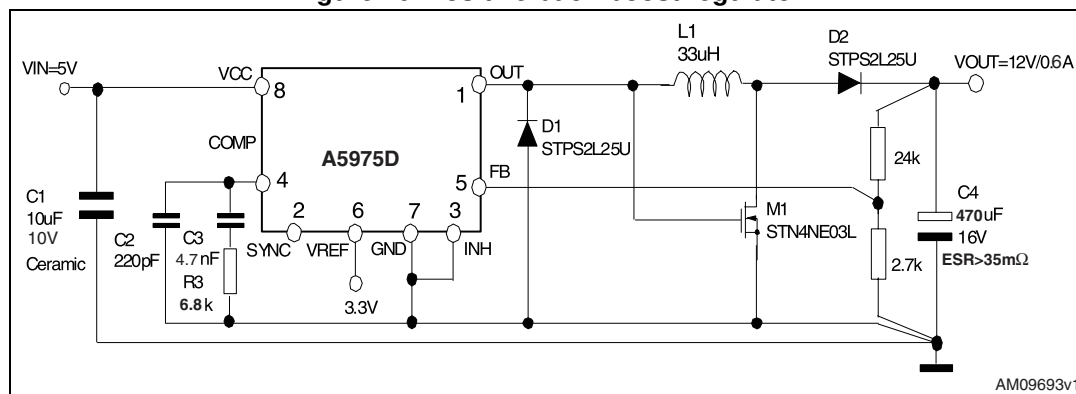 L1
33uH
D2
STPS2L25U
VIN=5V
VCC
8
OUT
1
VOUT=12V/0.6A
COMP
A5975D
D1
STPS2L25U
FB
5
24k
4
C1
10uF
10V
Ceramic
C2
220pF
C3
4.7nF
R3
6.8k
2
SYNC
6
VREF
7
GND
3
INH
3.3V
M1
STN4NE03L
2.7k
C4
470uF
16V
ESR>35mΩ
AM09693v1